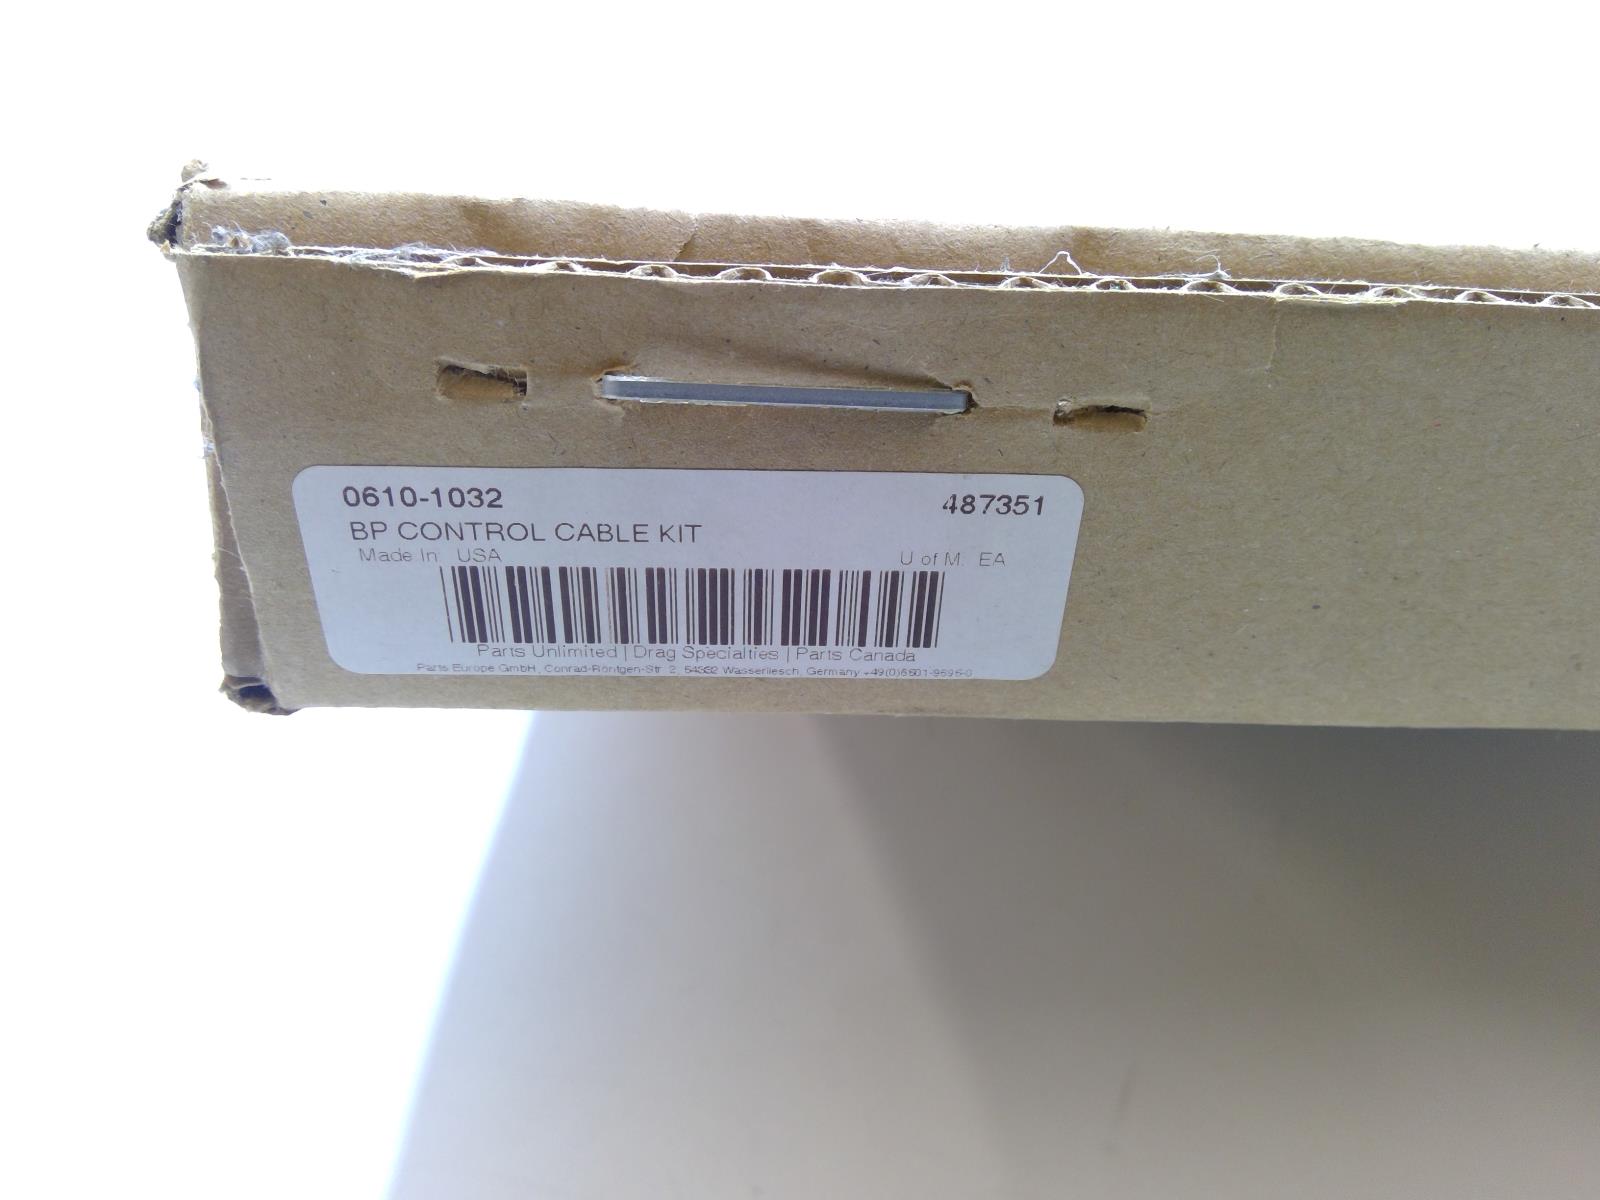 0610-1032 487351
BP CONTROL CABLE KIT
Made In: USA U of M: EA
Parts Unlimited | Drag Specialties | Parts Canada
Parts Europe GmbH, Conrad-Röntgen-Str. 2, 54332 Wasserliesch, Germany +49(0)6501-9695-0